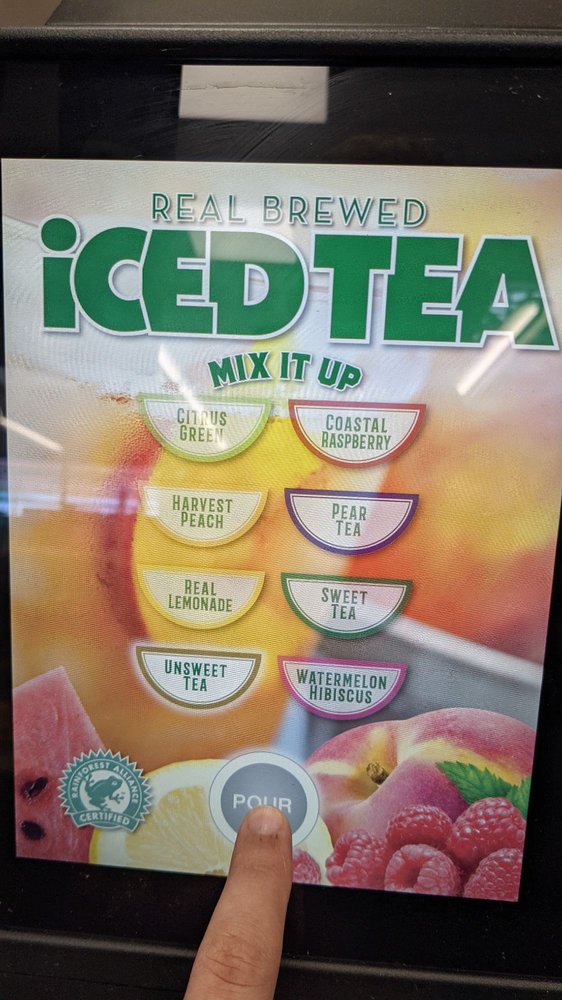 REAL BREWED
iCED TEA
MIX IT UP
CITRUS
GREEN
COASTAL
RASPBERRY
HARVEST
PEACH
PEAR
TEA
REAL
LEMONADE
SWEET
TEA
UNSWEET
TEA
WATERMELON
HIBISCUS
RAINFOREST ALLIANCE
CERTIFIED
POUR